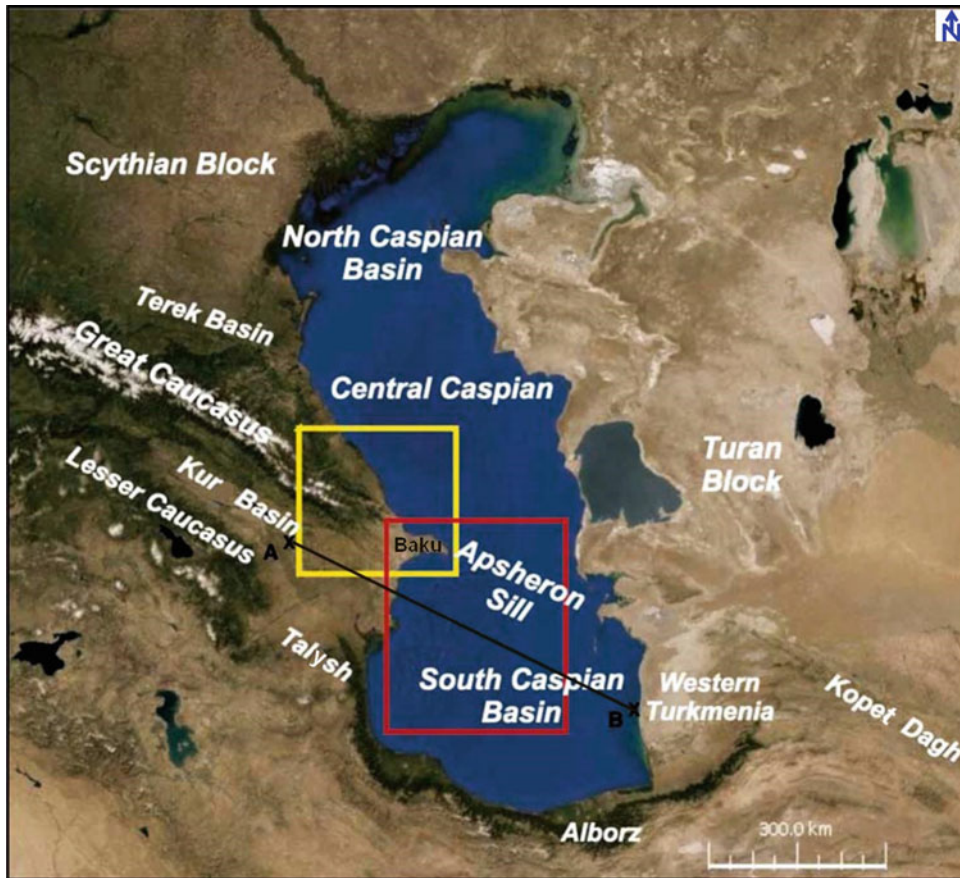 N
Scythian Block
North Caspian
Basin
Terek Basin
Great Caucasus
Central Caspian
Kur Basin
Lesser Caucasus
Turan
Block
A
Baku
Apsheron
Sill
Talysh
South Caspian
Basin
B
Western
Turkmenia
Kopet Dagh
Alborz
300.0 km